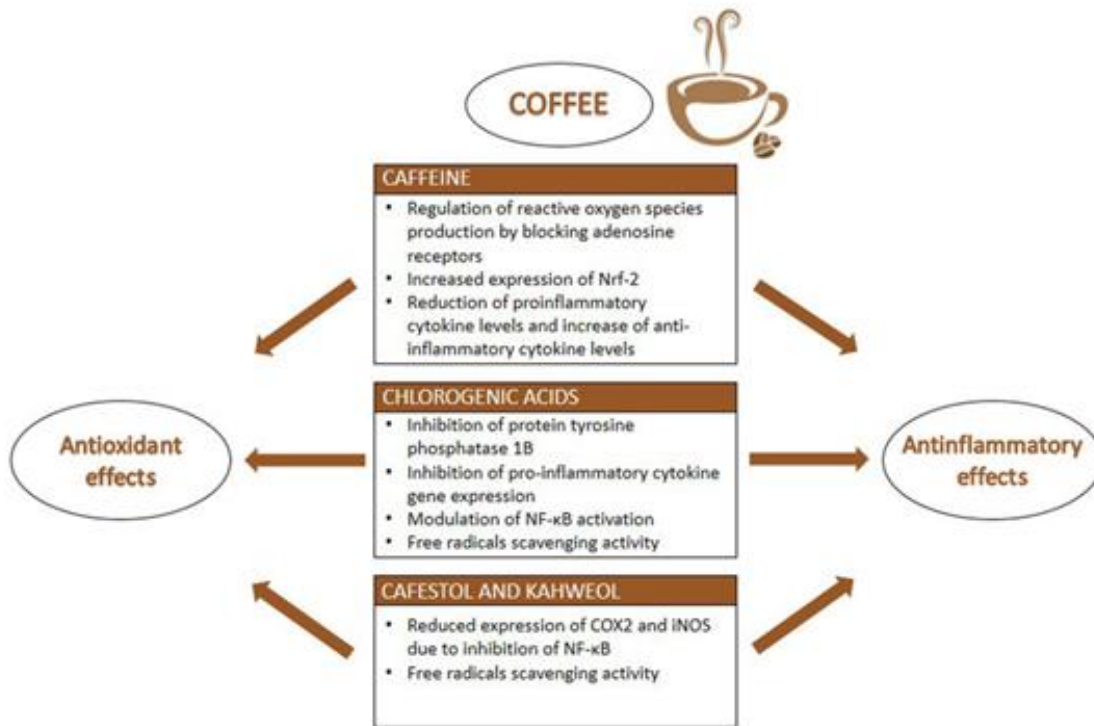 COFFEE
CAFFEINE
• Regulation of reactive oxygen species
production by blocking adenosine
receptors
• Increased expression of Nrf-2
• Reduction of proinflammatory
cytokine levels and increase of anti-
inflammatory cytokine levels
CHLOROGENIC ACIDS
• Inhibition of protein tyrosine
phosphatase 1B
• Inhibition of pro-inflammatory cytokine
gene expression
• Modulation of NF-κB activation
• Free radicals scavenging activity
Antioxidant
effects
Antinflammatory
effects
CAFESTOL AND KAHWEOL
• Reduced expression of COX2 and iNOS
due to inhibition of NF-κB
• Free radicals scavenging activity